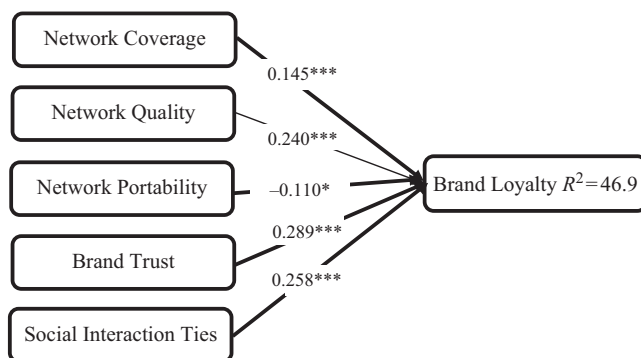 Network Coverage
0.145***
Network Quality
0.240***
Network Portability
–0.110*
Brand Loyalty R²=46.9
Brand Trust
0.289***
Social Interaction Ties
0.258***